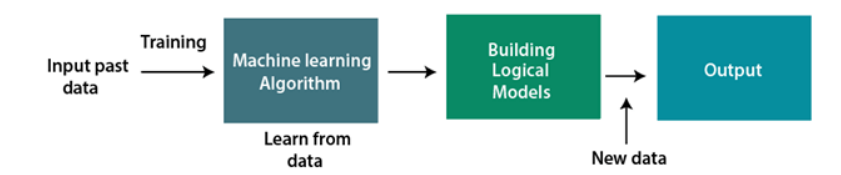 Training
Input past
data
Machine learning
Algorithm
Learn from
data
Building
Logical
Models
New data
Output